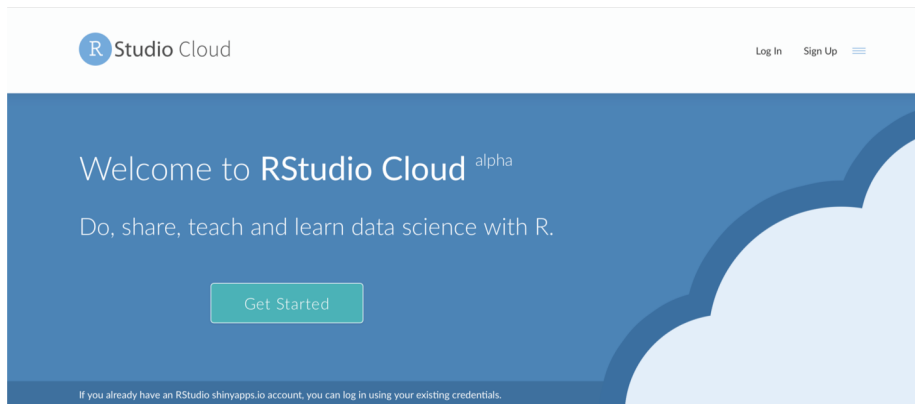 R Studio Cloud
Log In Sign Up
Welcome to RStudio Cloud alpha
Do, share, teach and learn data science with R.
Get Started
If you already have an RStudio shinyapps.io account, you can log in using your existing credentials.